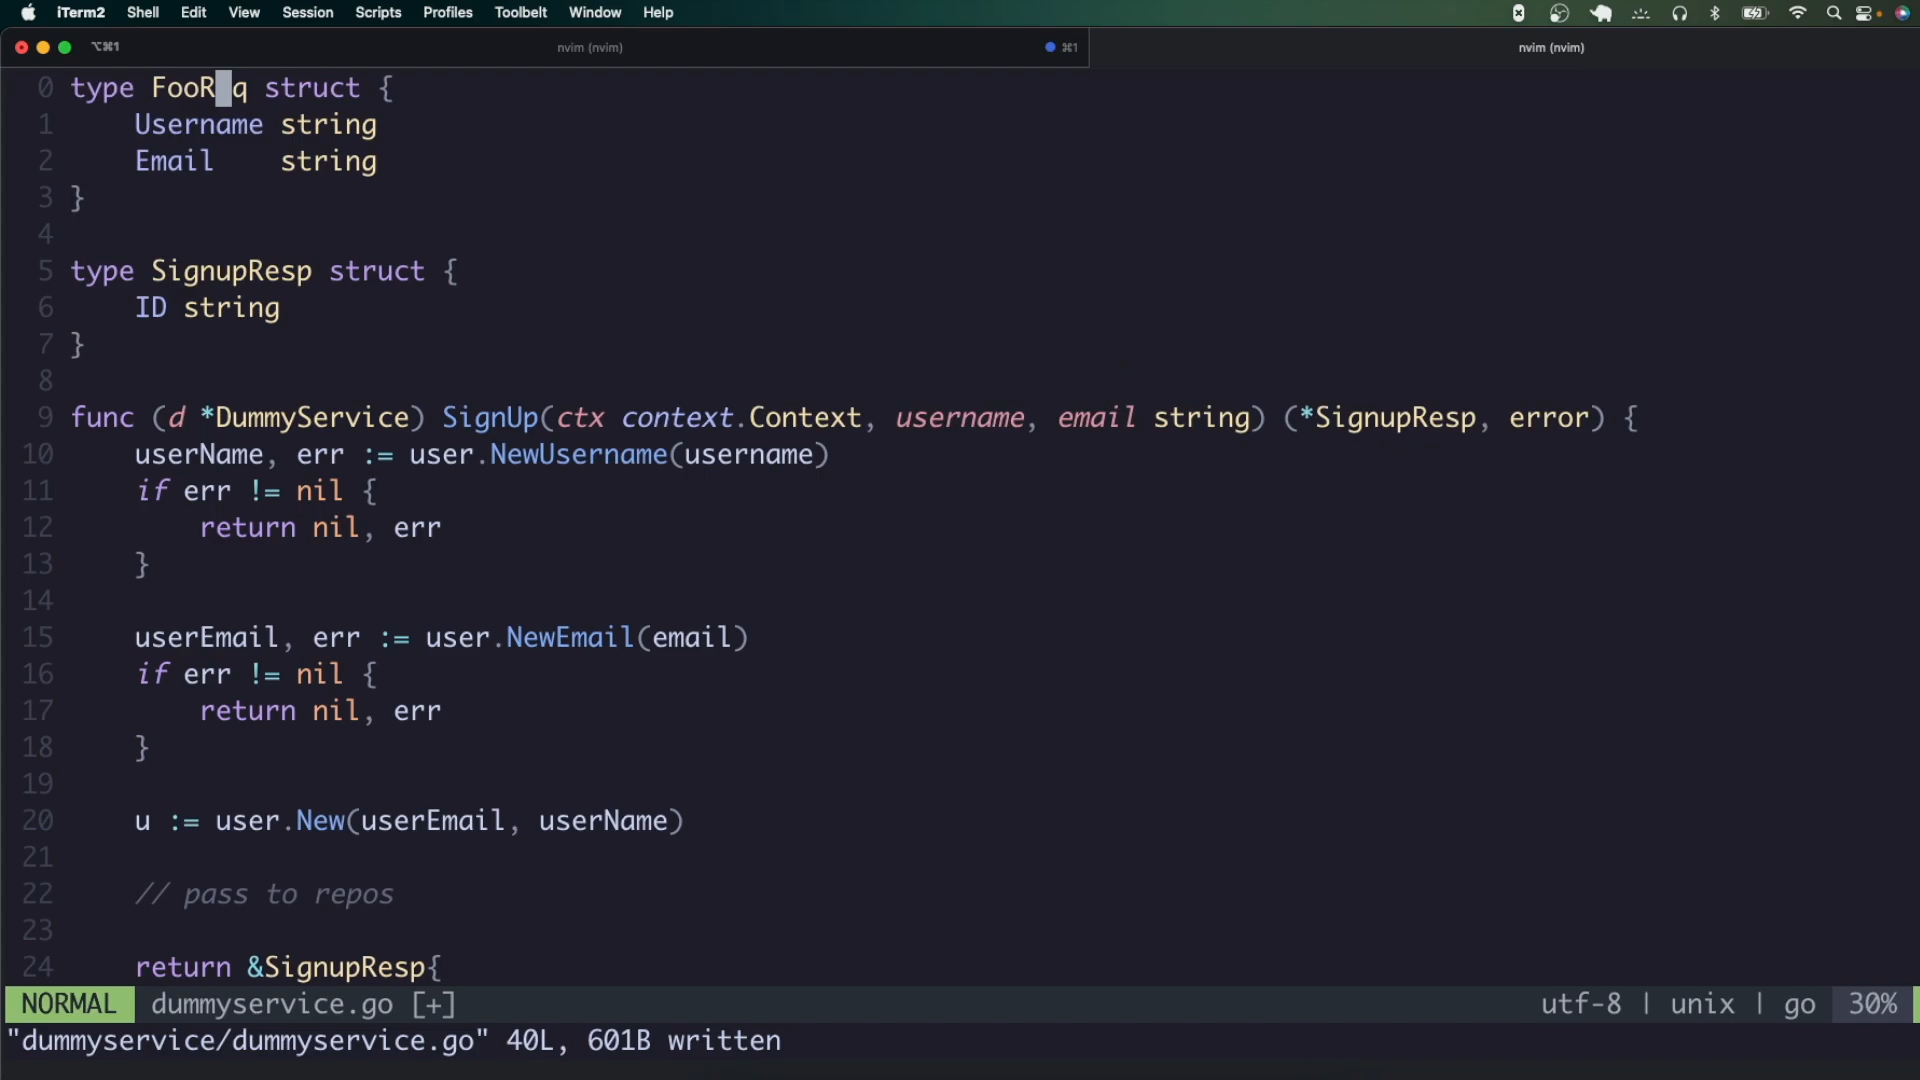 iTerm2 Shell Edit View Session Scripts Profiles Toolbelt Window Help
⌥⌘1 nvim (nvim) ⌘1 nvim (nvim)
0 type FooR q struct {
1 Username string
2 Email string
3 }
4
5 type SignupResp struct {
6 ID string
7 }
8
9 func (d *DummyService) SignUp(ctx context.Context, username, email string) (*SignupResp, error) {
10 userName, err := user.NewUsername(username)
11 if err != nil {
12 return nil, err
13 }
14
15 userEmail, err := user.NewEmail(email)
16 if err != nil {
17 return nil, err
18 }
19
20 u := user.New(userEmail, userName)
21
22 // pass to repos
23
24 return &SignupResp{
NORMAL dummyservice.go [+] utf-8 | unix | go 30%
"dummyservice/dummyservice.go" 40L, 601B written